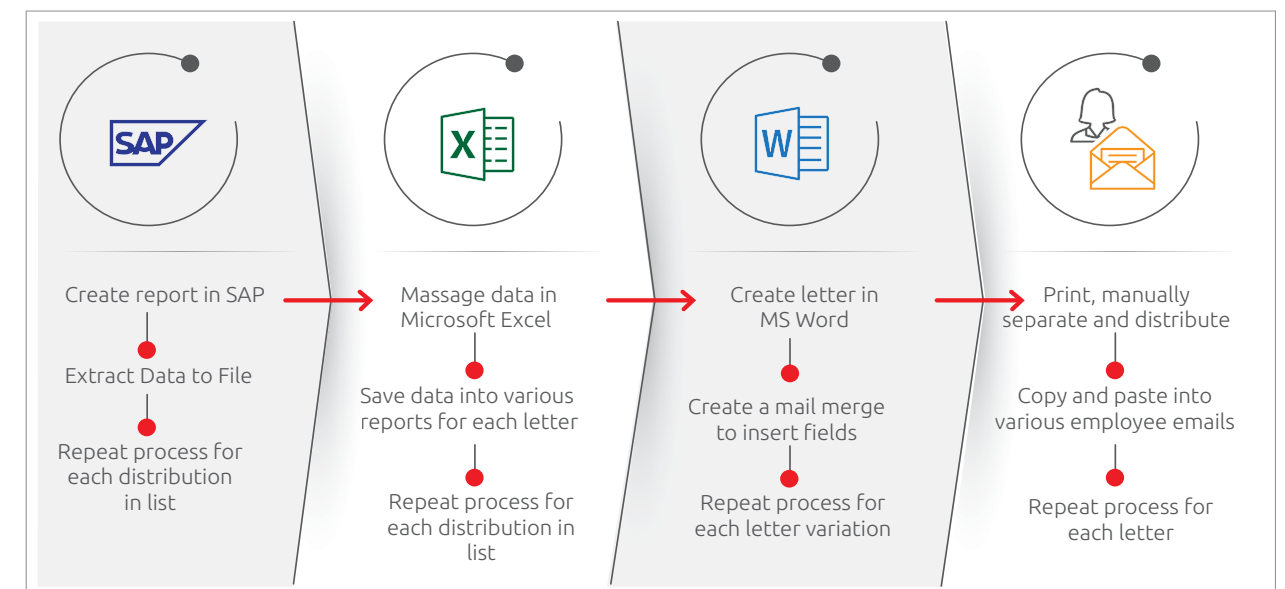 SAP
X
W
Create report in SAP
Extract Data to File
Repeat process for
each distribution
in list
Massage data in
Microsoft Excel
Save data into various
reports for each letter
Repeat process for
each distribution in
list
Create letter in
MS Word
Create a mail merge
to insert fields
Repeat process for
each letter variation
Print, manually
separate and distribute
Copy and paste into
various employee emails
Repeat process for
each letter